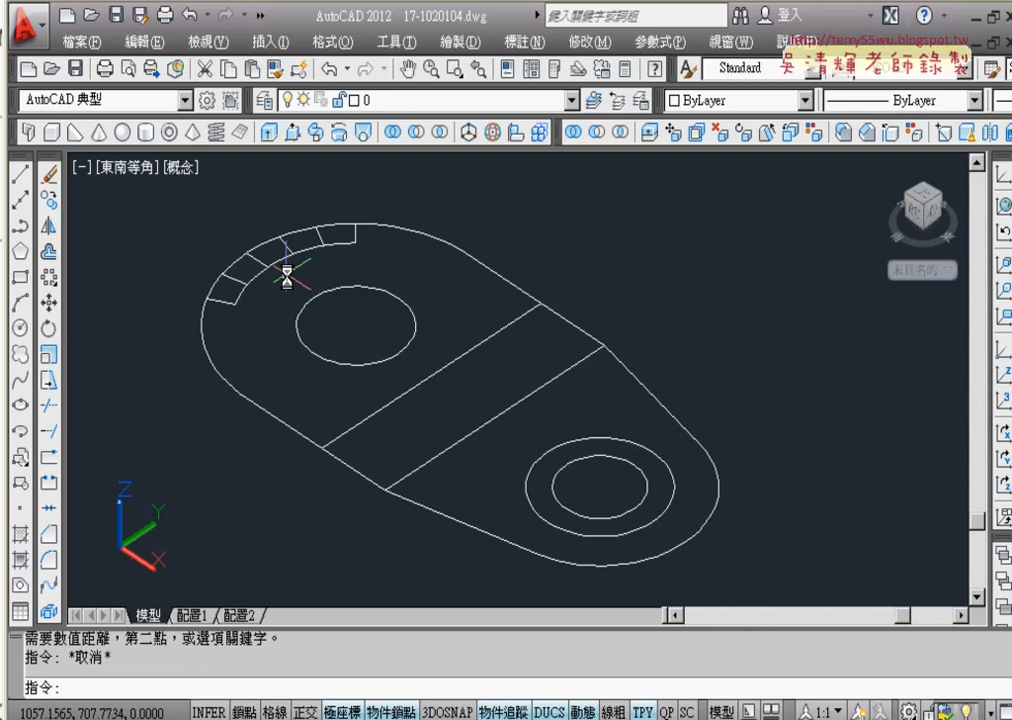 AutoCAD 2012 17-1020104.dwg
鍵入關鍵字或詞組
登入
檔案(F) 編輯(E) 檢視(V) 插入(I) 格式(O) 工具(T) 繪製(D) 標註(N) 修改(M) 參數式(P) 視窗(W)
http://terry55wu.blogspot.tw
吳清輝老師錄製
Standard
AutoCAD 典型
0
ByLayer
ByLayer
[−][東南等角][概念]
未具名的
Z
Y
X
模型 配置1 配置2
需要數值距離，第二點，或選項關鍵字。
指令: *取消*
指令:
1057.1565, 707.7734, 0.0000 INFER 鎖點 格線 正交 極座標 物件鎖點 3DOSNAP 物件追蹤 DUCS 動態 線粗 TPY QP SC 模型 1:1